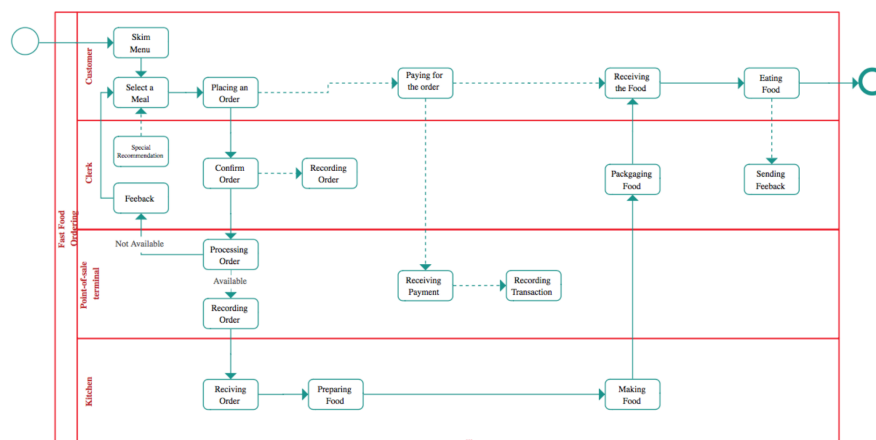 Fast Food
Ordering
Customer
Skim
Menu
Select a
Meal
Placing an
Order
Paying for
the order
Receiving
the Food
Eating
Food
Clerk
Special
Recommendation
Confirm
Order
Recording
Order
Packgaging
Food
Sending
Feeback
Feeback
Point-of-sale
terminal
Not Available
Processing
Order
Available
Recording
Order
Receiving
Payment
Recording
Transaction
Kitchen
Reciving
Order
Preparing
Food
Making
Food